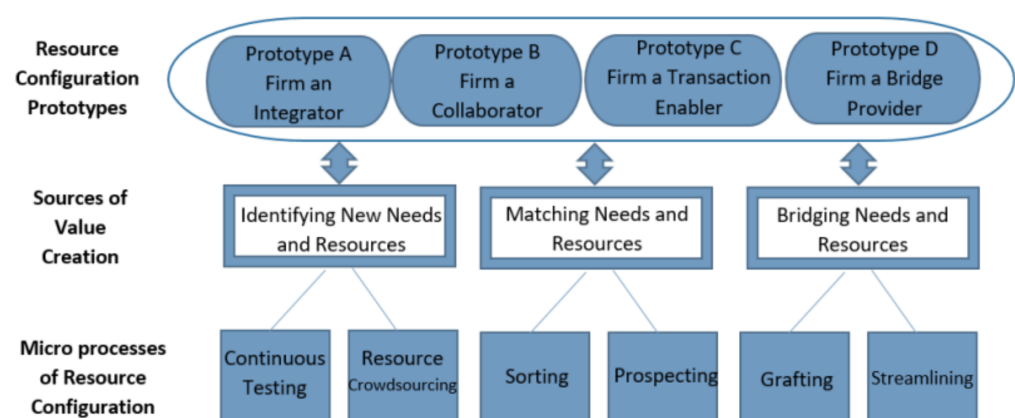 Resource
Configuration
Prototypes
Prototype A
Firm an
Integrator
Prototype B
Firm a
Collaborator
Prototype C
Firm a Transaction
Enabler
Prototype D
Firm a Bridge
Provider
Sources of
Value
Creation
Identifying New Needs
and Resources
Matching Needs and
Resources
Bridging Needs and
Resources
Micro processes
of Resource
Configuration
Continuous
Testing
Resource
Crowdsourcing
Sorting
Prospecting
Grafting
Streamlining